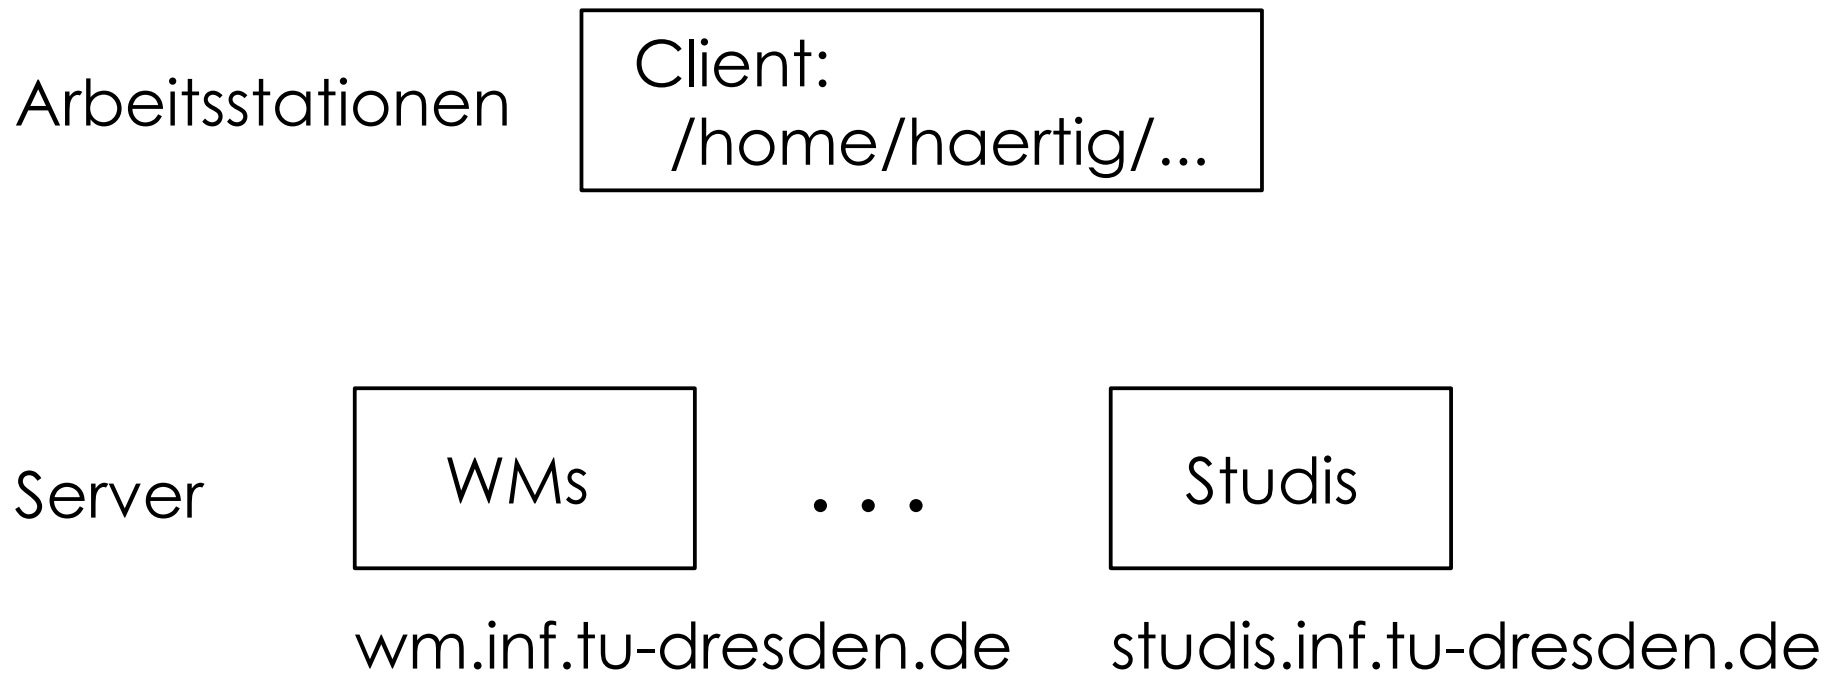 Arbeitsstationen
Client:
/home/haertig/...
Server
WMs
. . .
Studis
wm.inf.tu-dresden.de
studis.inf.tu-dresden.de